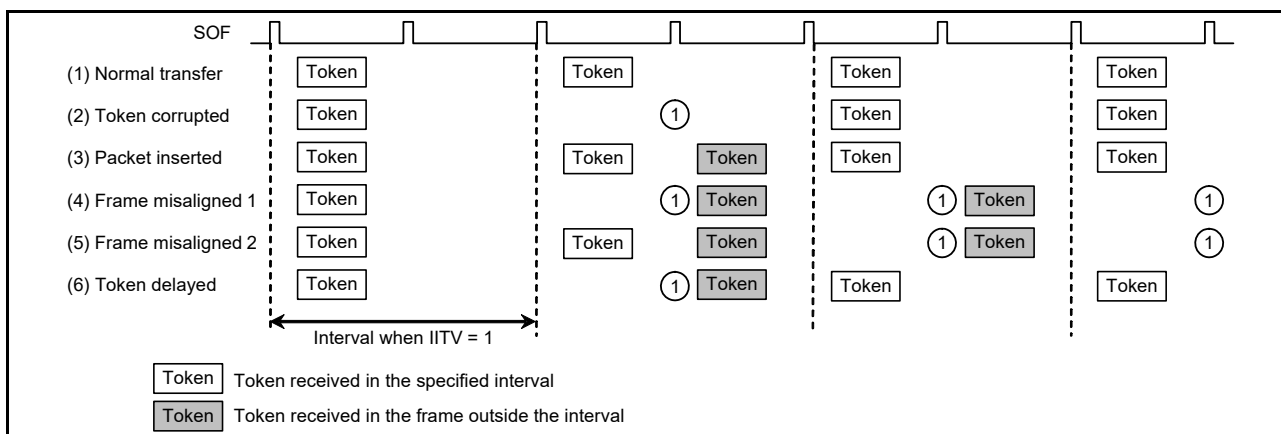 SOF
(1) Normal transfer Token Token Token Token
(2) Token corrupted Token 1 Token Token
(3) Packet inserted Token Token Token Token Token
(4) Frame misaligned 1 Token 1 Token 1 Token 1
(5) Frame misaligned 2 Token Token Token 1 Token 1
(6) Token delayed Token 1 Token Token Token
Interval when IITV = 1
Token Token received in the specified interval
Token Token received in the frame outside the interval